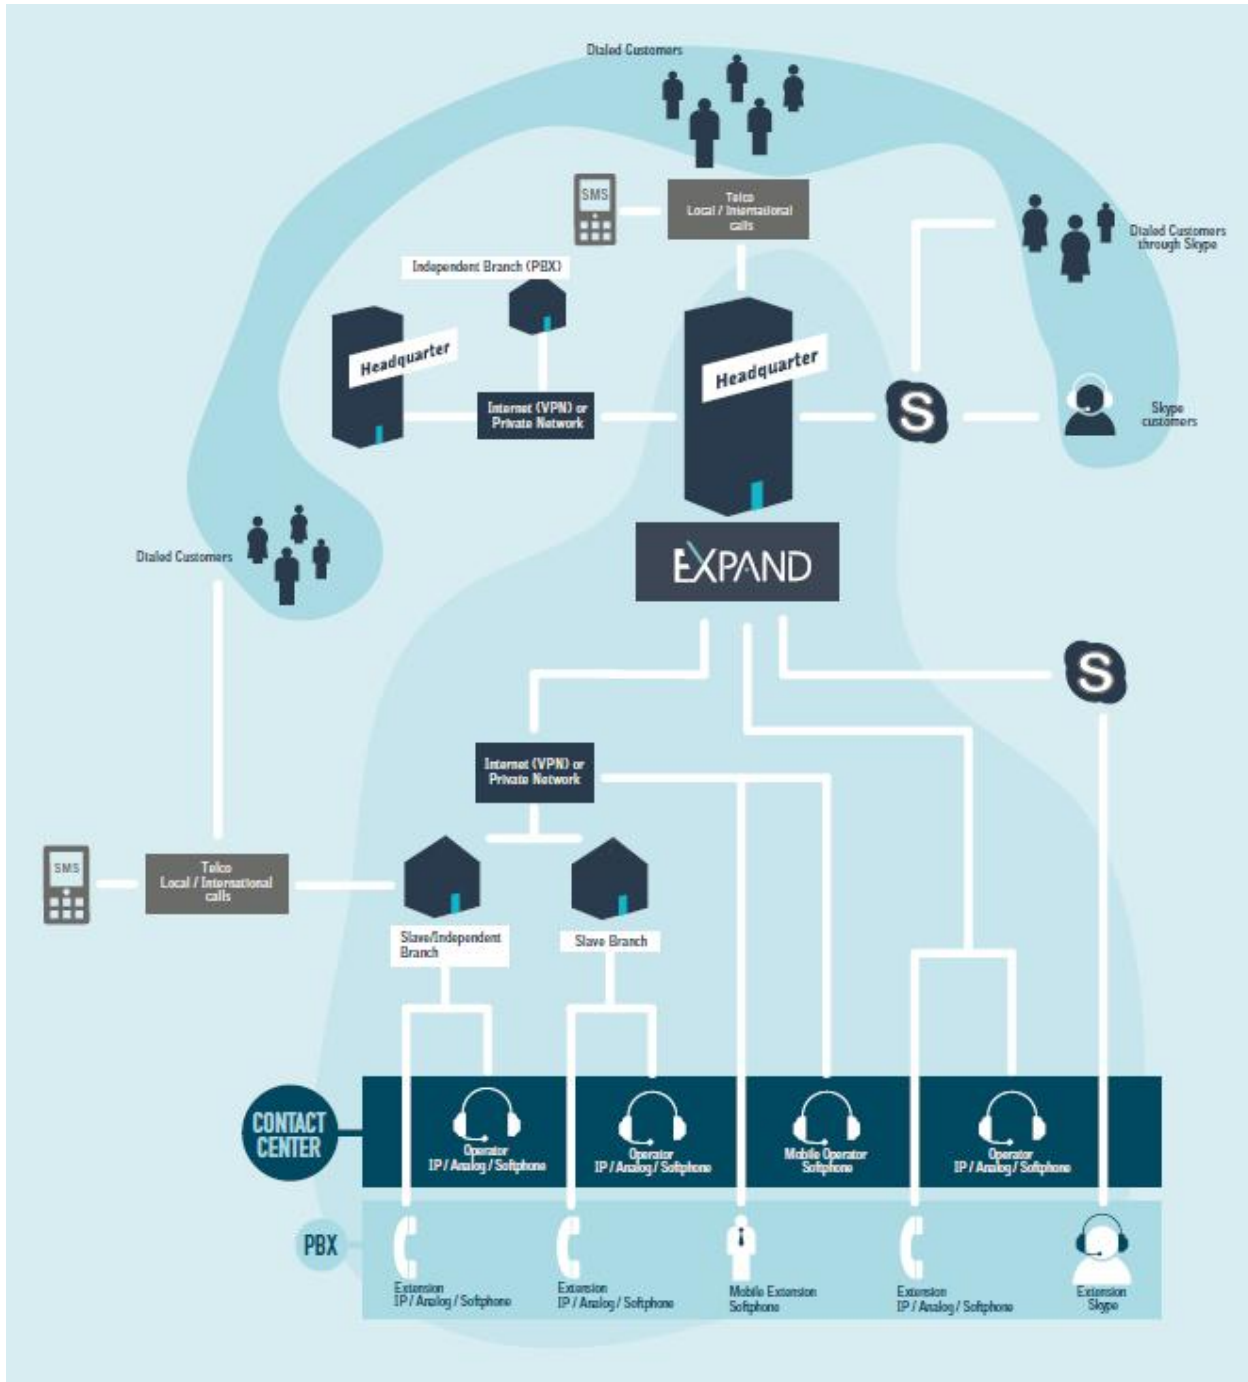 Dialed Customers
SMS
Telco
Local / International
calls
Dialed Customers
through Skype
Independent Branch (PBX)
Headquarter
Headquarter
Internet (VPN) or
Private Network
S
Skype
customers
Dialed Customers
EXPAND
S
Internet (VPN) or
Private Network
SMS
Telco
Local / International
calls
Slave/Independent
Branch
Slave Branch
CONTACT
CENTER
Operator
IP / Analog / Softphone
Operator
IP / Analog / Softphone
Mobile Operator
Softphone
Operator
IP / Analog / Softphone
PBX
Extension
IP / Analog / Softphone
Extension
IP / Analog / Softphone
Mobile Extension
Softphone
Extension
IP / Analog / Softphone
Extension
Skype